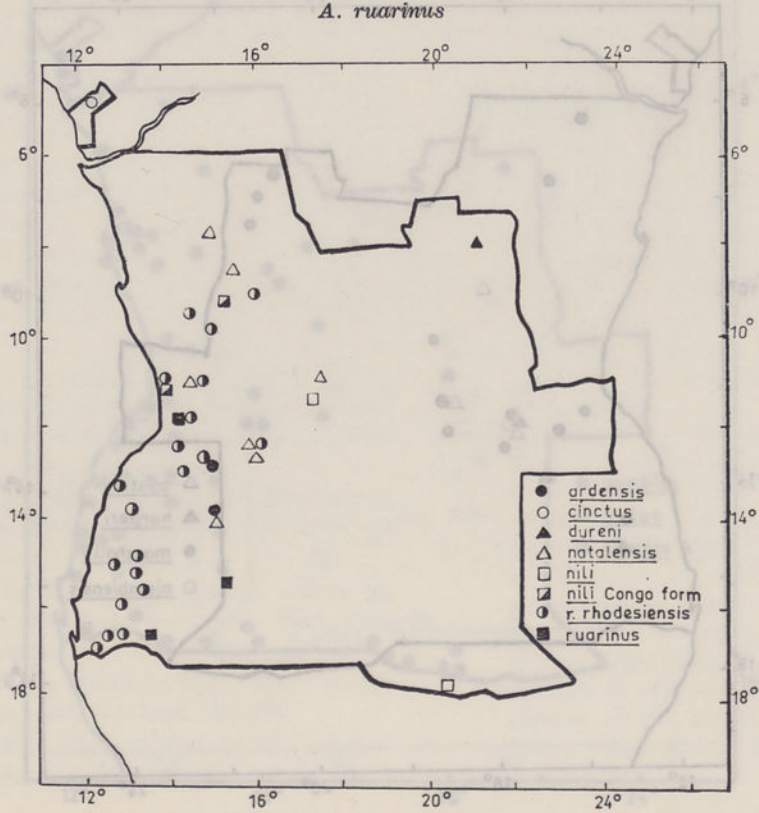 A. ruarinus
12° 16° 20° 24°
6° 6°
10° 10°
14° 14°
18° 18°
ardensis
cinctus
dureni
natalensis
nili
nili Congo form
r. rhodesiensis
ruarinus
12° 16° 20° 24°